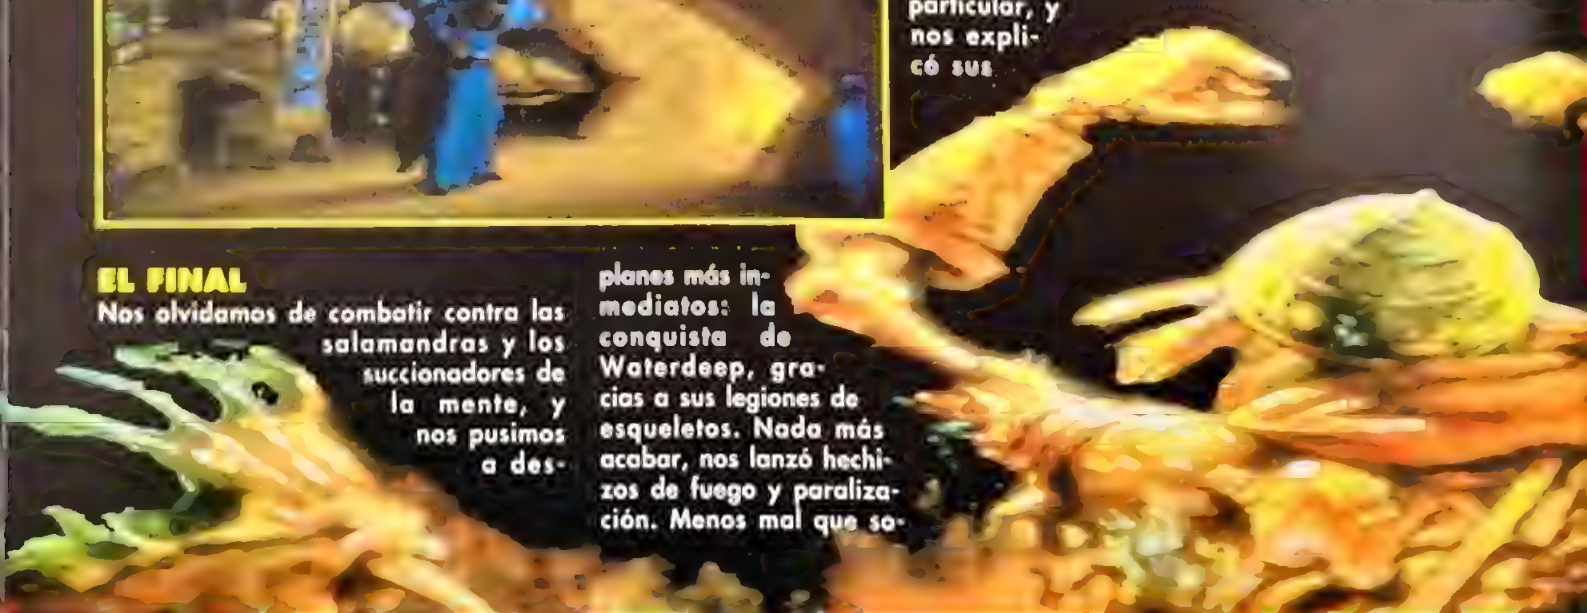 particular, y
nos expli-
có sus
EL FINAL
Nos olvidamos de combatir contra las
salamandras y los
succionadores de
la mente, y
nos pusimos
a des-
planes más in-
mediatos: la
conquista de
Waterdeep, gra-
cias a sus legiones de
esqueletos. Nada más
acabar, nos lanzó hechi-
zos de fuego y paraliza-
ción. Menos mal que so-